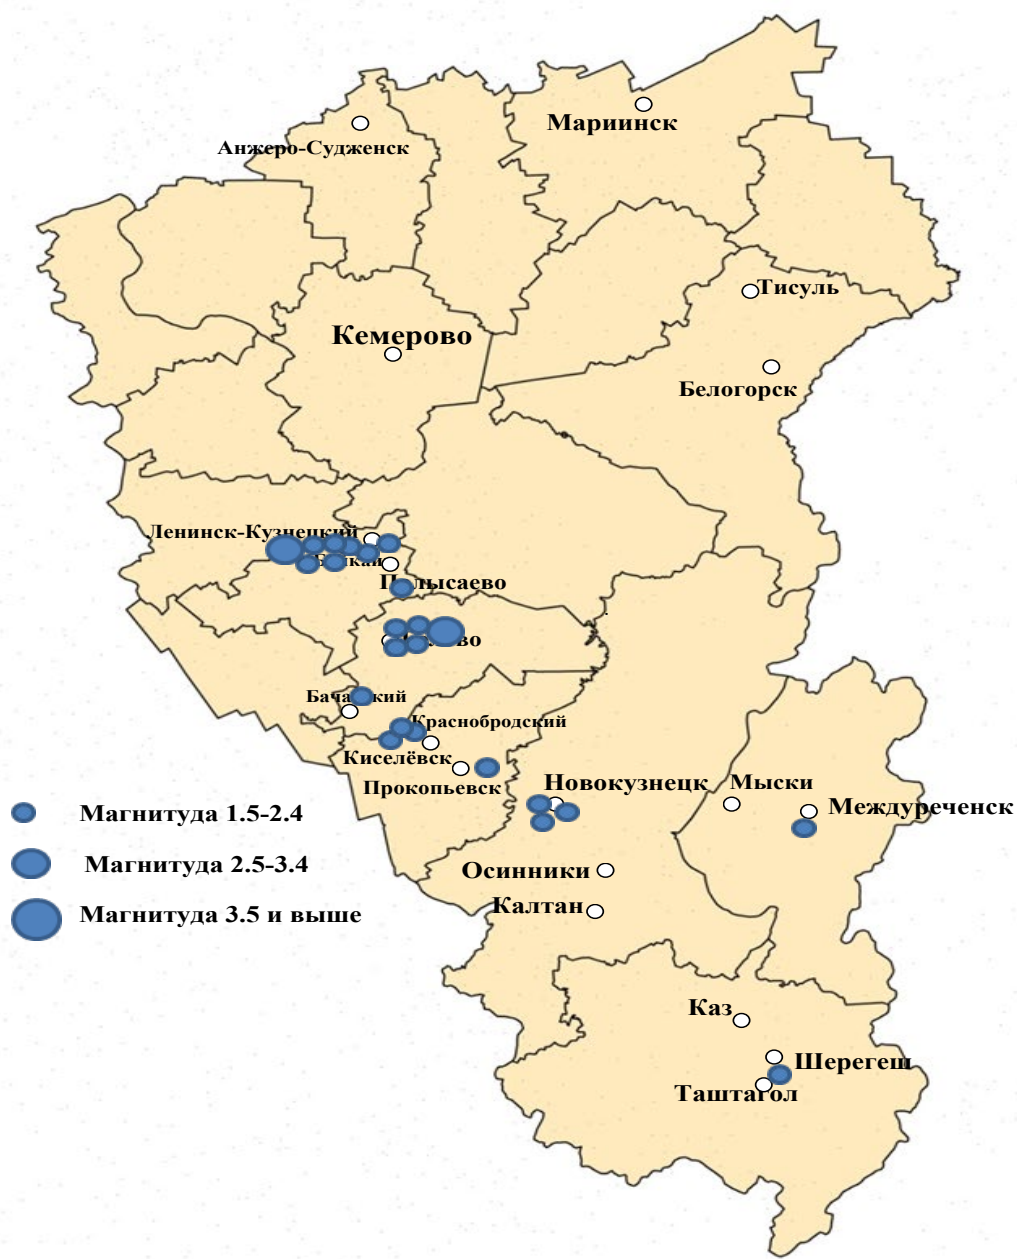 Мариинск
Анжеро-Судженск
Тисуль
Кемерово
Белогорск
Ленинск-Кузнецкий
Полысаево
Бачатский
Краснобродский
Киселёвск
Прокопьевск
Новокузнецк
Мыски
Междуреченск
Магнитуда 1.5-2.4
Магнитуда 2.5-3.4
Магнитуда 3.5 и выше
Осинники
Калтан
Каз
Шерегеш
Таштагол